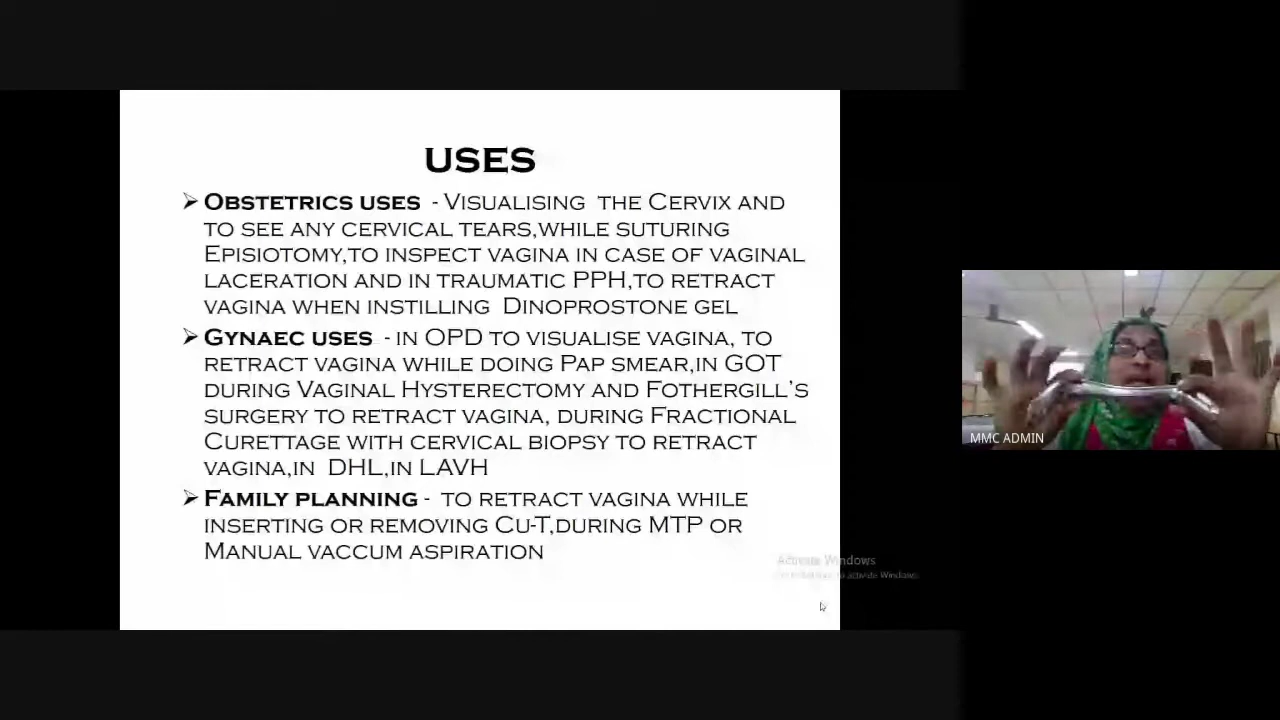 USES
➢ OBSTETRICS USES - VISUALISING THE CERVIX AND
TO SEE ANY CERVICAL TEARS,WHILE SUTURING
EPISIOTOMY,TO INSPECT VAGINA IN CASE OF VAGINAL
LACERATION AND IN TRAUMATIC PPH,TO RETRACT
VAGINA WHEN INSTILLING DINOPROSTONE GEL
➢ GYNAEC USES - IN OPD TO VISUALISE VAGINA, TO
RETRACT VAGINA WHILE DOING PAP SMEAR,IN GOT
DURING VAGINAL HYSTERECTOMY AND FOTHERGILL'S
SURGERY TO RETRACT VAGINA, DURING FRACTIONAL
CURETTAGE WITH CERVICAL BIOPSY TO RETRACT
VAGINA,IN DHL,IN LAVH
➢ FAMILY PLANNING - TO RETRACT VAGINA WHILE
INSERTING OR REMOVING CU-T,DURING MTP OR
MANUAL VACCUM ASPIRATION
Activate Windows
to activate Windows.
MMC ADMIN